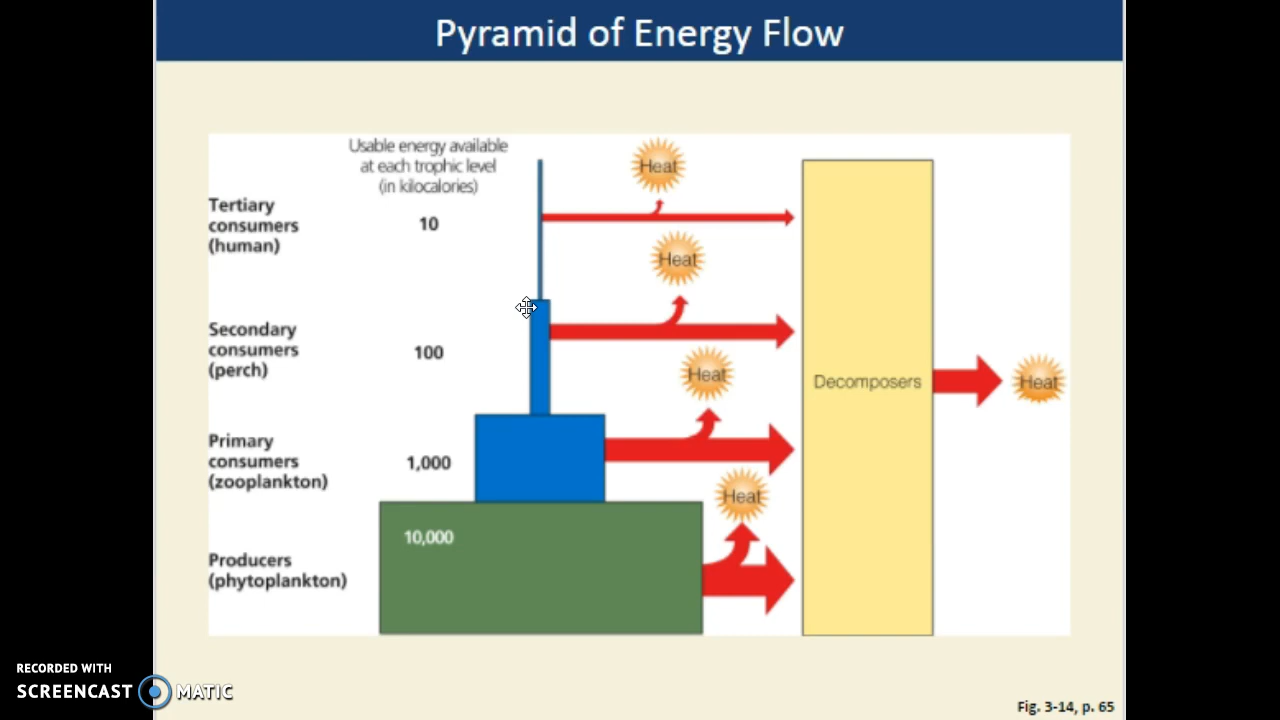 Pyramid of Energy Flow
Usable energy available
at each trophic level
(in kilocalories)
Heat
Tertiary
consumers
(human)
10
Heat
Secondary
consumers
(perch)
100
Heat
Decomposers
Heat
Primary
consumers
(zooplankton)
1,000
Heat
10,000
Producers
(phytoplankton)
RECORDED WITH
SCREENCAST MATIC
Fig. 3-14, p. 65